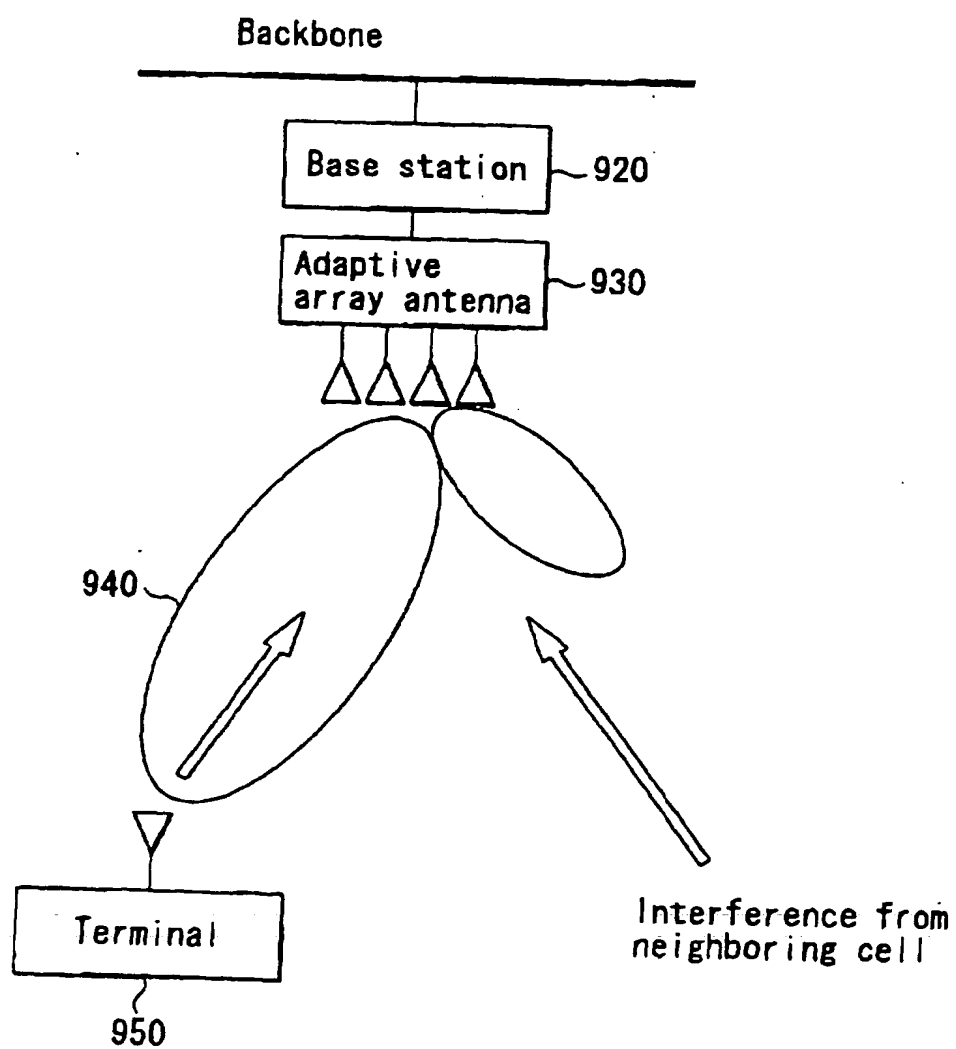 Backbone
Base station
920
Adaptive
array antenna
930
940
Terminal
950
Interference from
neighboring cell